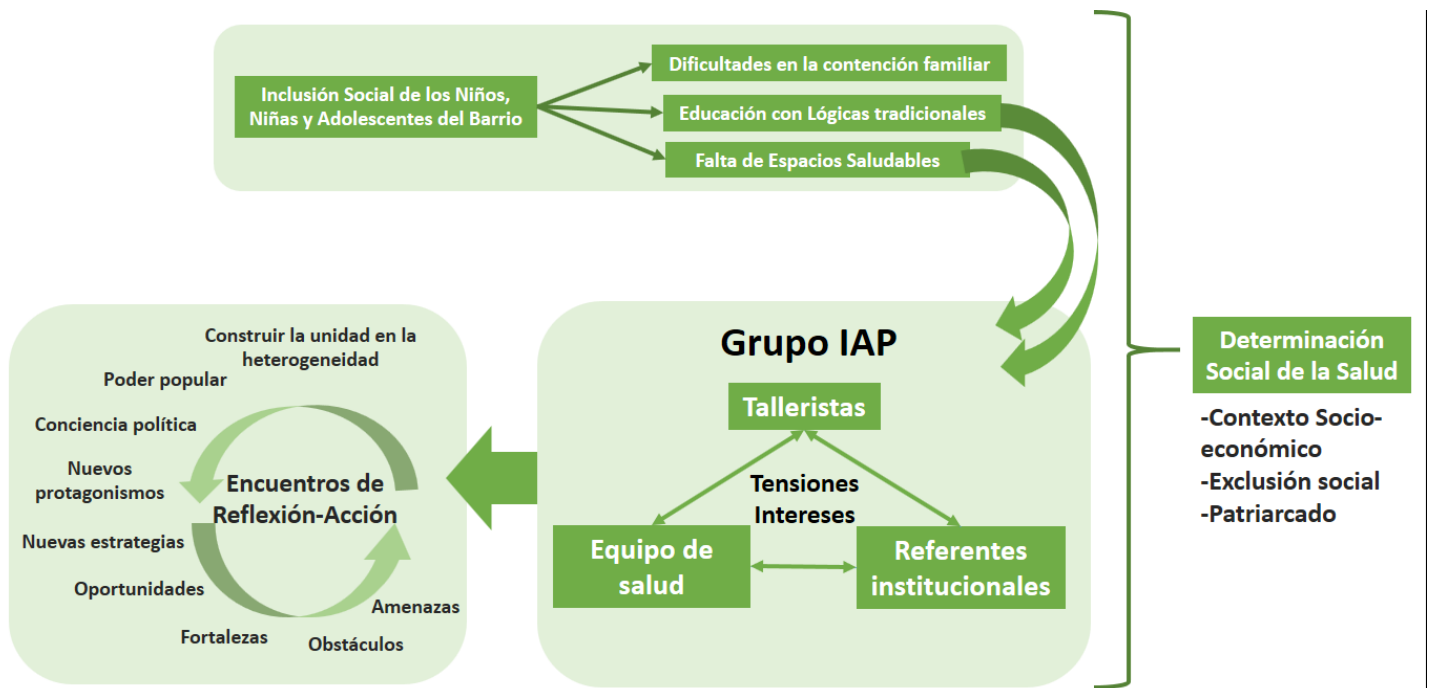 Inclusión Social de los Niños,
Niñas y Adolescentes del Barrio
Dificultades en la contención familiar
Educación con Lógicas tradicionales
Falta de Espacios Saludables
Construir la unidad en la
heterogeneidad
Poder popular
Conciencia política
Nuevos
protagonismos
Nuevas estrategias
Oportunidades
Fortalezas
Obstáculos
Amenazas
Encuentros de
Reflexión-Acción
Grupo IAP
Talleristas
Tensiones
Intereses
Equipo de
salud
Referentes
institucionales
Determinación
Social de la Salud
-Contexto Socio-
económico
-Exclusión social
-Patriarcado